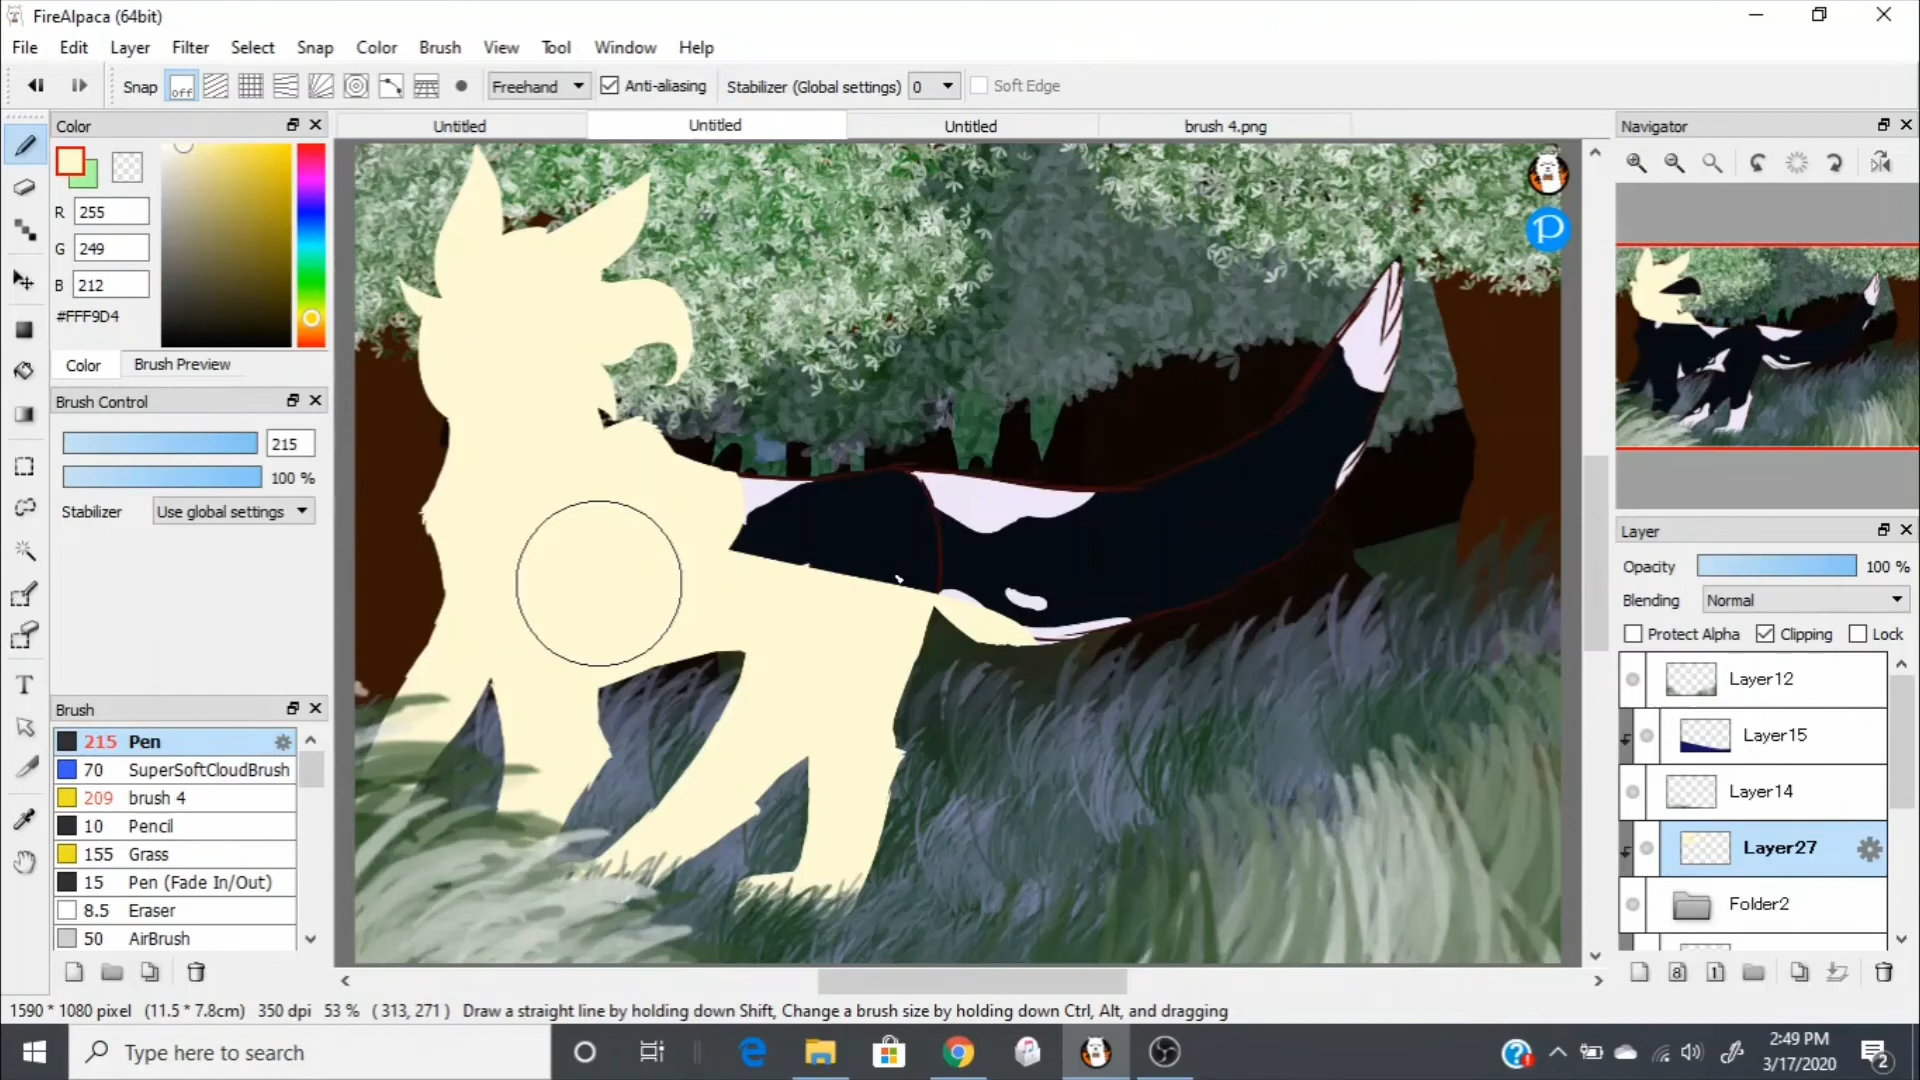 FireAlpaca (64bit)
File Edit Layer Filter Select Snap Color Brush View Tool Window Help
Snap off Freehand Anti-aliasing Stabilizer (Global settings) 0 Soft Edge
Color Untitled Untitled Untitled brush 4.png Navigator
R 255
G 249
B 212
#FFF9D4
Color Brush Preview
Brush Control
215
100 %
Stabilizer Use global settings
Brush
215 Pen
70 SuperSoftCloudBrush
209 brush 4
10 Pencil
155 Grass
15 Pen (Fade In/Out)
8.5 Eraser
50 AirBrush
P
Layer
Opacity 100 %
Blending Normal
Protect Alpha Clipping Lock
Layer12
Layer15
Layer14
Layer27
Folder2
8 1
1590 * 1080 pixel (11.5 * 7.8cm) 350 dpi 53 % ( 313, 271 ) Draw a straight line by holding down Shift, Change a brush size by holding down Ctrl, Alt, and dragging
Type here to search
2:49 PM
3/17/2020
2